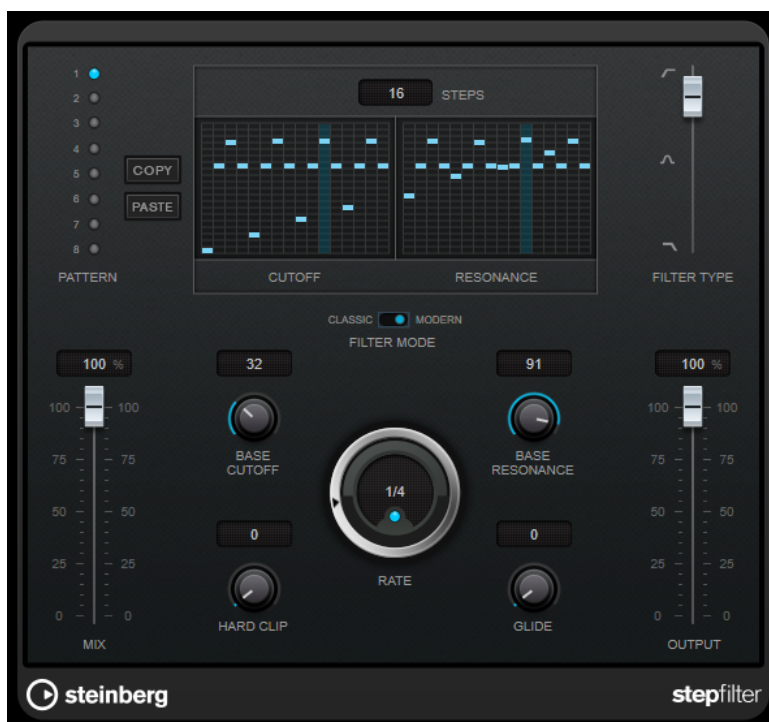 1
2
3
4
5
6
7
8
PATTERN
COPY
PASTE
16 STEPS
CUTOFF RESONANCE
FILTER TYPE
CLASSIC MODERN
FILTER MODE
100 %
100 100
75 75
50 50
25 25
0 0
MIX
32
BASE
CUTOFF
0
HARD CLIP
1/4
RATE
91
BASE
RESONANCE
0
GLIDE
100 %
100 100
75 75
50 50
25 25
0 0
OUTPUT
steinberg
stepfilter